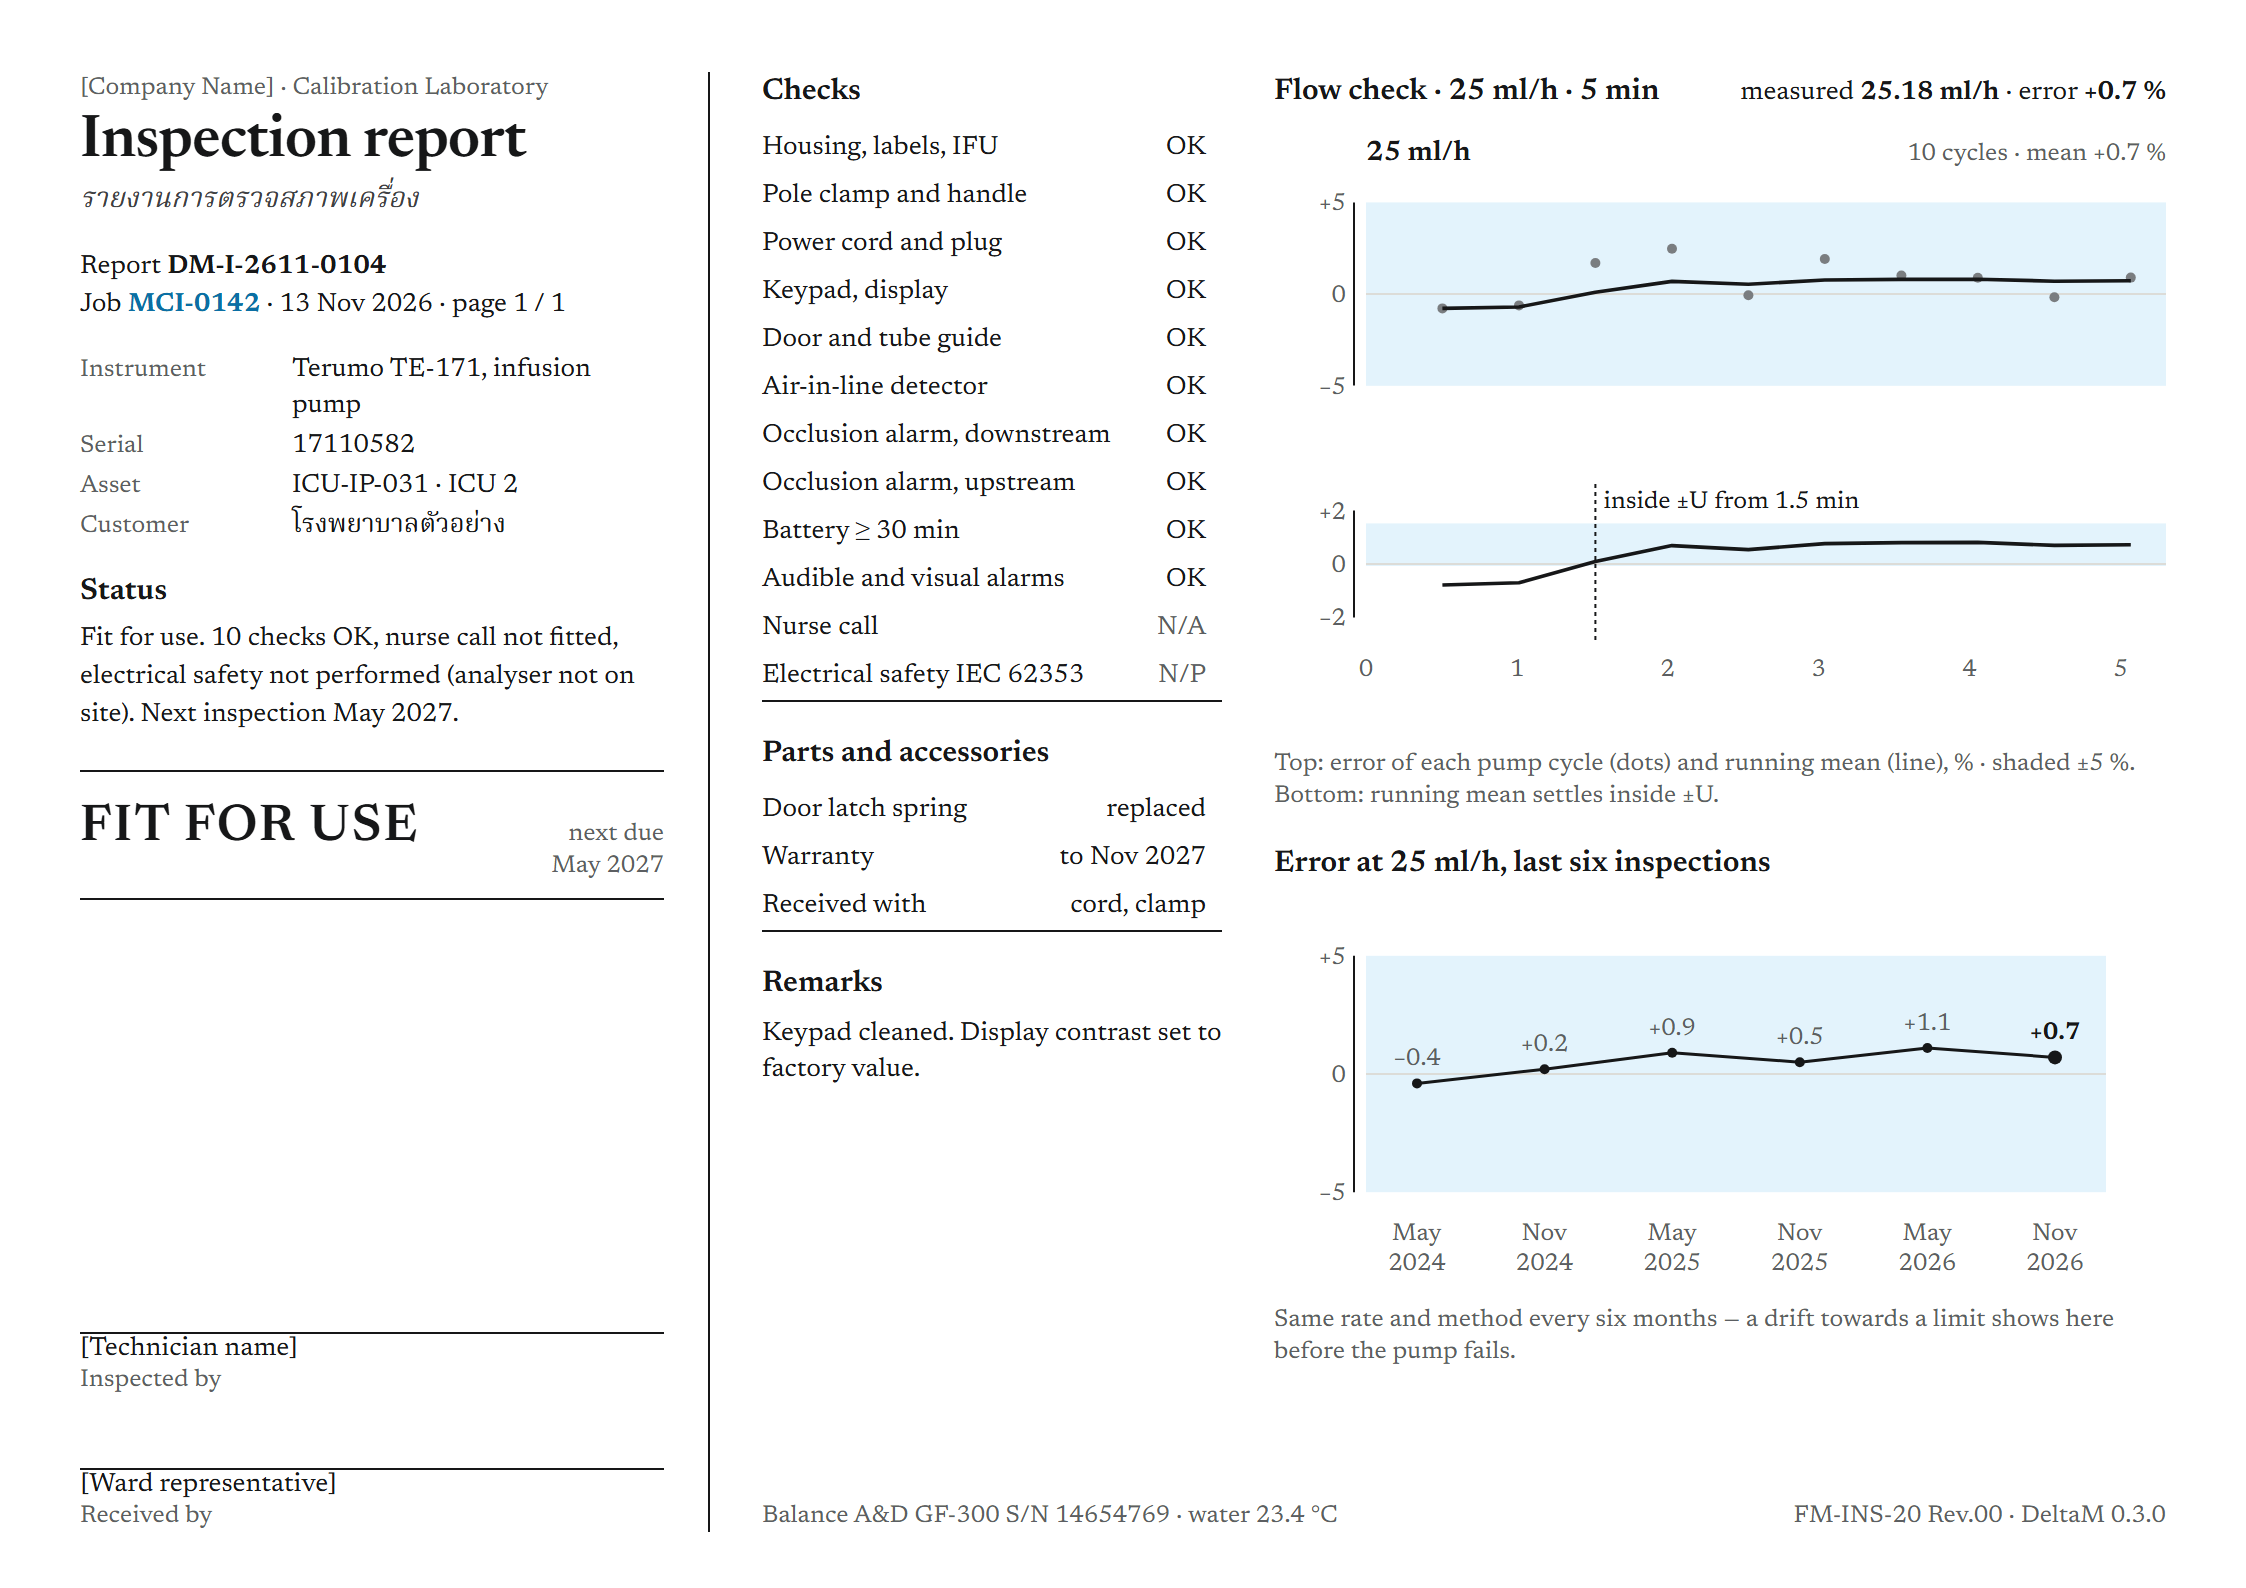 [Company Name] · Calibration Laboratory
Inspection report
รายงานการตรวจสภาพเครื่อง
Report DM-I-2611-0104
Job MCI-0142 · 13 Nov 2026 · page 1 / 1
Instrument Terumo TE-171, infusion
pump
Serial 17110582
Asset ICU-IP-031 · ICU 2
Customer โรงพยาบาลตัวอย่าง
Status
Fit for use. 10 checks OK, nurse call not fitted,
electrical safety not performed (analyser not on
site). Next inspection May 2027.
FIT FOR USE
next due
May 2027
[Technician name]
Inspected by
[Ward representative]
Received by
Checks
Housing, labels, IFU OK
Pole clamp and handle OK
Power cord and plug OK
Keypad, display OK
Door and tube guide OK
Air-in-line detector OK
Occlusion alarm, downstream OK
Occlusion alarm, upstream OK
Battery ≥ 30 min OK
Audible and visual alarms OK
Nurse call N/A
Electrical safety IEC 62353 N/P
Parts and accessories
Door latch spring replaced
Warranty to Nov 2027
Received with cord, clamp
Remarks
Keypad cleaned. Display contrast set to
factory value.
Flow check · 25 ml/h · 5 min measured 25.18 ml/h · error +0.7 %
25 ml/h 10 cycles · mean +0.7 %
+5
0
−5
inside ±U from 1.5 min
+2
0
−2
0 1 2 3 4 5
Top: error of each pump cycle (dots) and running mean (line), % · shaded ±5 %.
Bottom: running mean settles inside ±U.
Error at 25 ml/h, last six inspections
+5
0
−5
−0.4 +0.2 +0.9 +0.5 +1.1 +0.7
May Nov May Nov May Nov
2024 2024 2025 2025 2026 2026
Same rate and method every six months – a drift towards a limit shows here
before the pump fails.
Balance A&D GF-300 S/N 14654769 · water 23.4 °C
FM-INS-20 Rev.00 · DeltaM 0.3.0